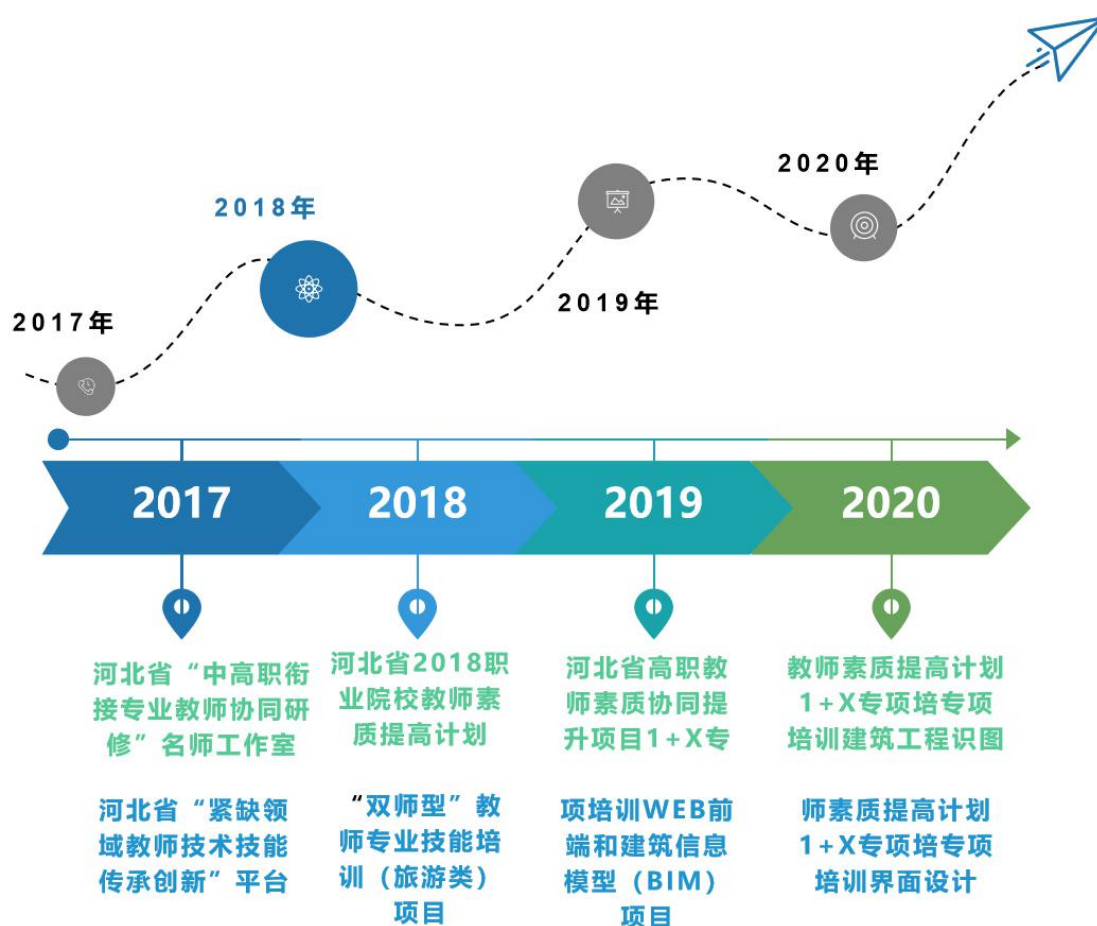 2020年
2018年
2019年
2017年
2017
2018
2019
2020
河北省“中高职衔
接专业教师协同研
修”名师工作室
河北省“紧缺领
域教师技术技能
传承创新”平台
河北省2018职
业院校教师素
质提高计划
“双师型”教
师专业技能培
训（旅游类）
项目
河北省高职教
师素质协同提
升项目1+X专
项培训WEB前
端和建筑信息
模型（BIM）
项目
教师素质提高计划
1+X专项培专项
培训建筑工程识图
师素质提高计划
1+X专项培专项
培训界面设计